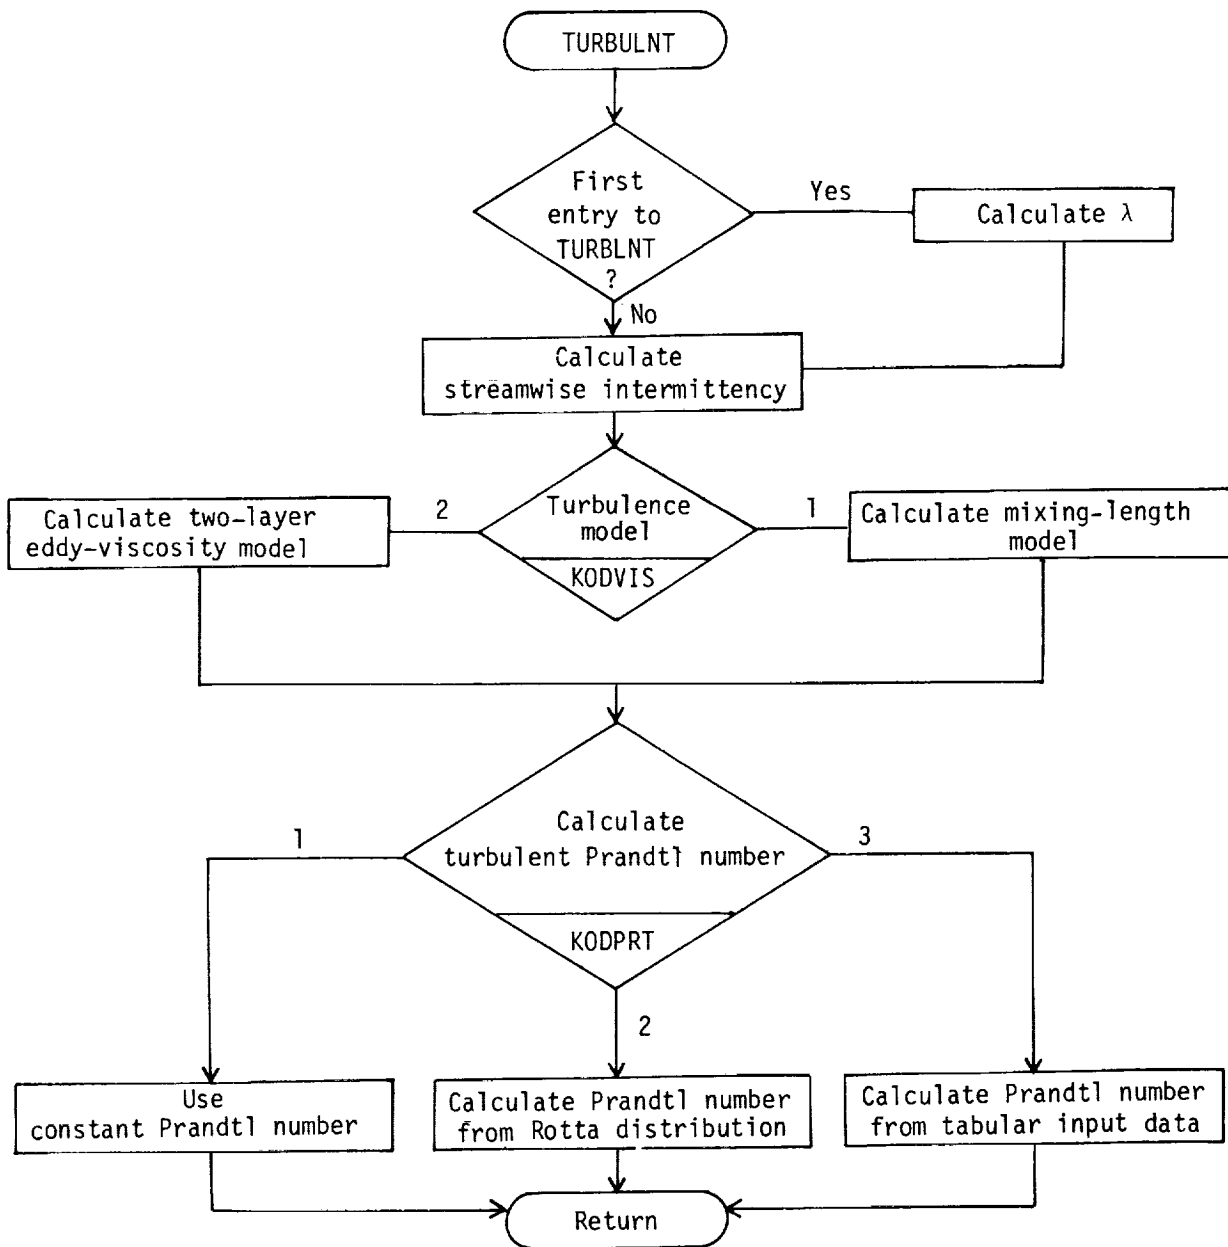 TURBULNT
First
entry to
TURBLNT
?
Yes
Calculate λ
No
Calculate
streamwise intermittency
2
Turbulence
model
KODVIS
1
Calculate two-layer
eddy-viscosity model
Calculate mixing-length
model
1
Calculate
turbulent Prandtl number
KODPRT
3
2
Use
constant Prandtl number
Calculate Prandtl number
from Rotta distribution
Calculate Prandtl number
from tabular input data
Return